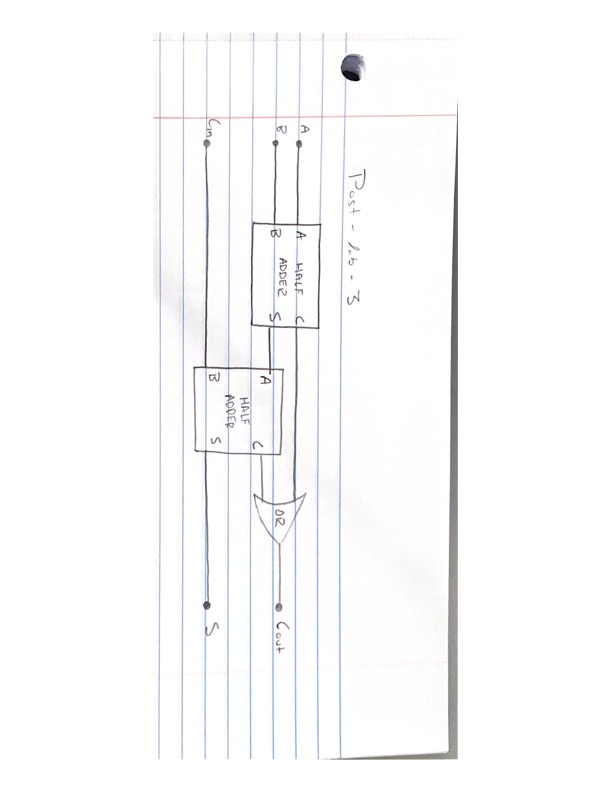 Post-lab-3
A
B
Cin
A C
HALF
ADDER
B S
A C
HALF
ADDER
B S
OR
Cout
S